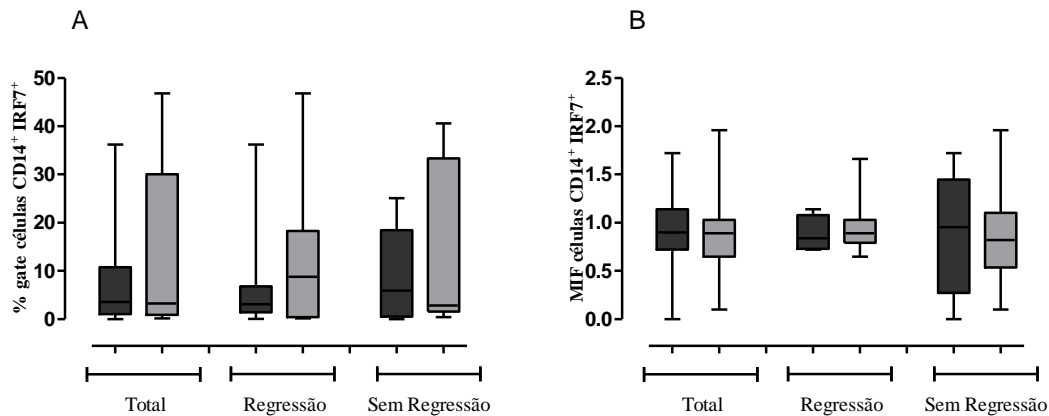 A
% gate células CD14+ IRF7+
50
40
30
20
10
0
Total
Regressão
Sem Regressão
B
MIF células CD14+ IRF7+
2.5
2.0
1.5
1.0
0.5
0.0
Total
Regressão
Sem Regressão